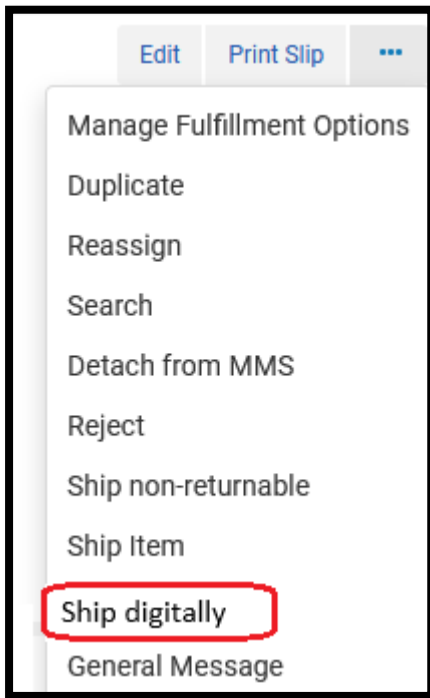 Edit Print Slip •••
Manage Fulfillment Options
Duplicate
Reassign
Search
Detach from MMS
Reject
Ship non-returnable
Ship Item
Ship digitally
General Message